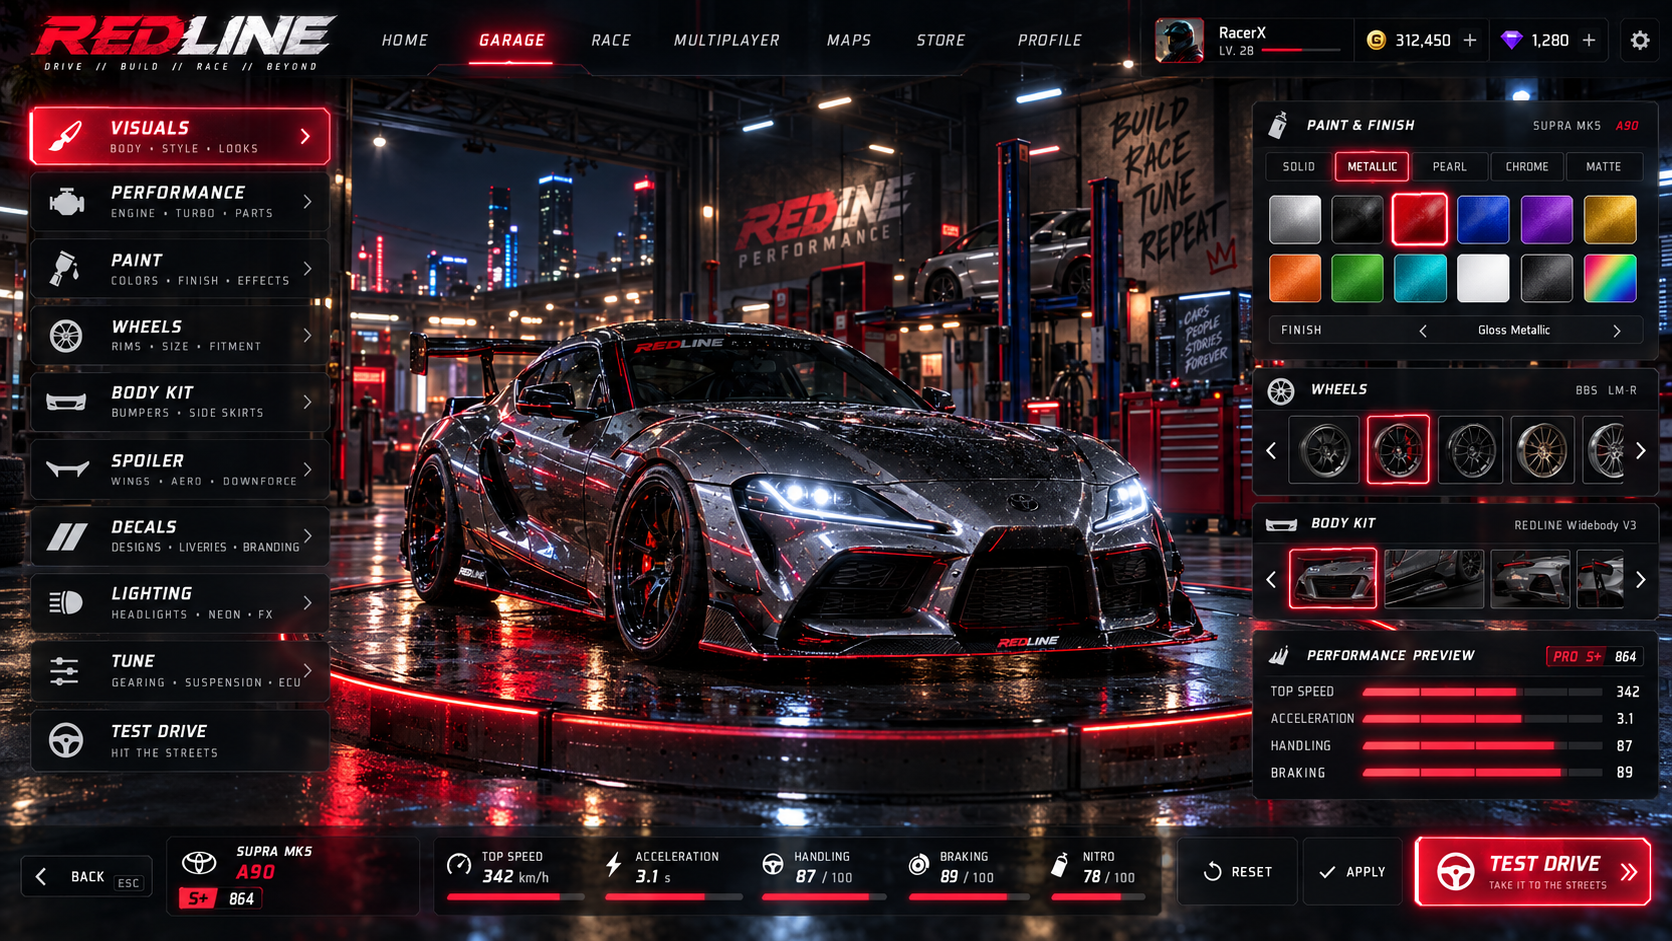 REDLINE
DRIVE // BUILD // RACE // BEYOND
HOME
GARAGE
RACE
MULTIPLAYER
MAPS
STORE
PROFILE
RacerX
LV. 28
G
312,450 +
1,280 +
VISUALS
BODY • STYLE • LOOKS
PERFORMANCE
ENGINE • TURBO • PARTS
PAINT
COLORS • FINISH • EFFECTS
WHEELS
RIMS • SIZE • FITMENT
BODY KIT
BUMPERS • SIDE SKIRTS
SPOILER
WINGS • AERO • DOWNFORCE
DECALS
DESIGNS • LIVERIES • BRANDING
LIGHTING
HEADLIGHTS • NEON • FX
TUNE
GEARING • SUSPENSION • ECU
TEST DRIVE
HIT THE STREETS
REDLINE
PERFORMANCE
BUILD
RACE
TUNE
REPEAT
CARS
PEOPLE
STORIES
FOREVER
REDLINE
REDLINE
REDLINE
PAINT & FINISH
SUPRA MK5 A90
SOLID
METALLIC
PEARL
CHROME
MATTE
FINISH
Gloss Metallic
WHEELS
BBS LM-R
BODY KIT
REDLINE Widebody V3
PERFORMANCE PREVIEW
PRO S+ 864
TOP SPEED 342
ACCELERATION 3.1
HANDLING 87
BRAKING 89
BACK ESC
SUPRA MK5
A90
S+ 864
TOP SPEED
342 km/h
ACCELERATION
3.1 s
HANDLING
87 / 100
BRAKING
89 / 100
NITRO
78 / 100
RESET
APPLY
TEST DRIVE
TAKE IT TO THE STREETS